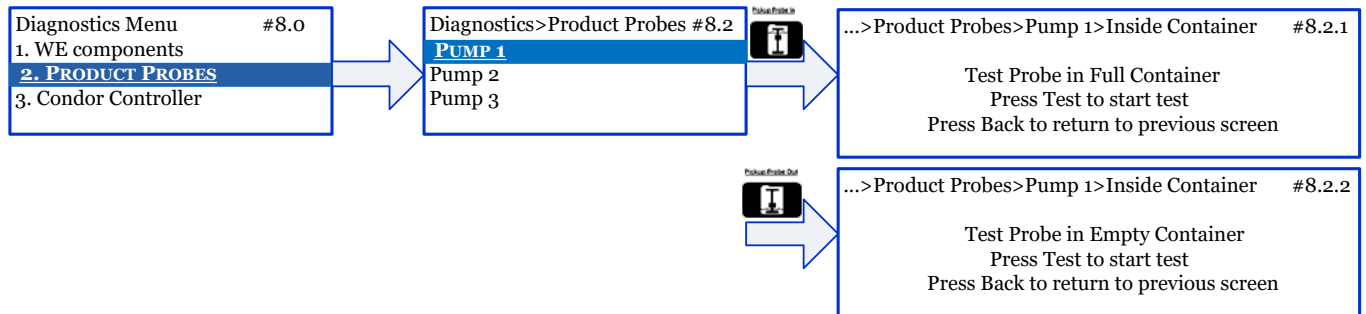 Diagnostics Menu #8.0
1. WE components
2. PRODUCT PROBES
3. Condor Controller
Diagnostics>Product Probes #8.2
PUMP 1
Pump 2
Pump 3
Pickup Probe In
...>Product Probes>Pump 1>Inside Container #8.2.1
Test Probe in Full Container
Press Test to start test
Press Back to return to previous screen
Pickup Probe Out
...>Product Probes>Pump 1>Inside Container #8.2.2
Test Probe in Empty Container
Press Test to start test
Press Back to return to previous screen